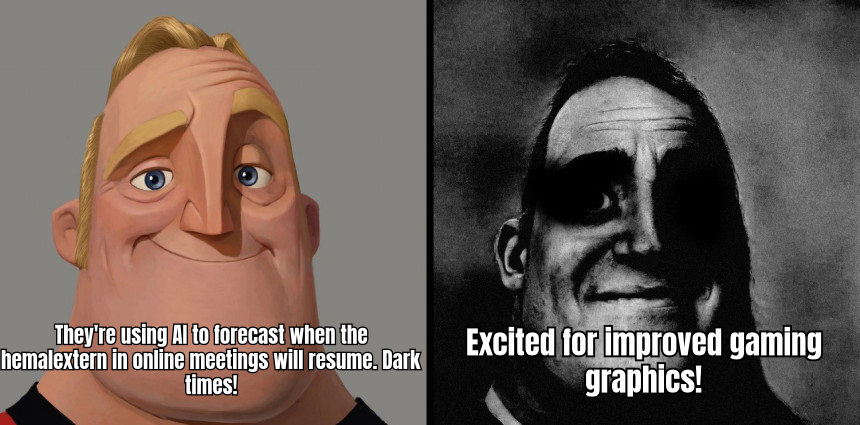 They're using AI to forecast when the
hemalextern in online meetings will resume. Dark
times!
Excited for improved gaming
graphics!